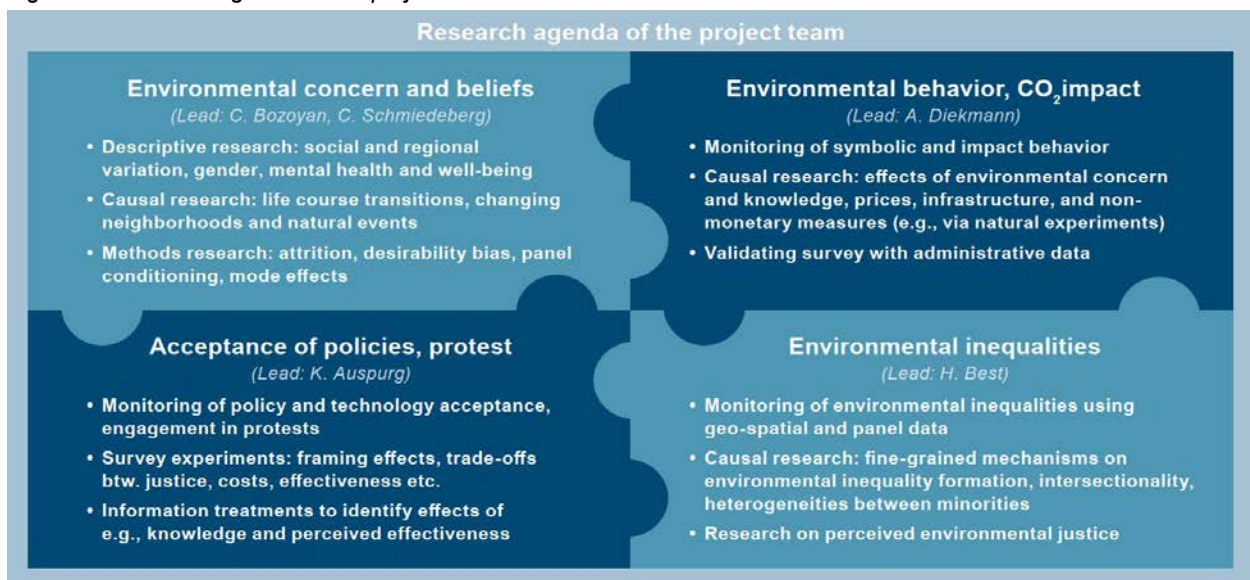 Research agenda of the project team
Environmental concern and beliefs
(Lead: C. Bozoyan, C. Schmiedeberg)
• Descriptive research: social and regional
variation, gender, mental health and well-being
• Causal research: life course transitions, changing
neighborhoods and natural events
• Methods research: attrition, desirability bias, panel
conditioning, mode effects
Environmental behavior, CO2impact
(Lead: A. Diekmann)
• Monitoring of symbolic and impact behavior
• Causal research: effects of environmental concern
and knowledge, prices, infrastructure, and non-
monetary measures (e.g., via natural experiments)
• Validating survey with administrative data
Acceptance of policies, protest
(Lead: K. Auspurg)
• Monitoring of policy and technology acceptance,
engagement in protests
• Survey experiments: framing effects, trade-offs
btw. justice, costs, effectiveness etc.
• Information treatments to identify effects of
e.g., knowledge and perceived effectiveness
Environmental inequalities
(Lead: H. Best)
• Monitoring of environmental inequalities using
geo-spatial and panel data
• Causal research: fine-grained mechanisms on
environmental inequality formation, intersectionality,
heterogeneities between minorities
• Research on perceived environmental justice